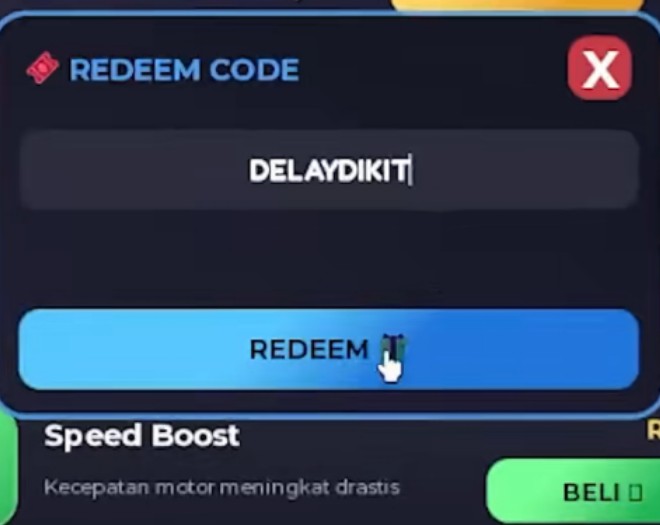 REDEEM CODE
X
DELAYDIKIT
REDEEM
Speed Boost
R
Kecepatan motor meningkat drastis
BELI